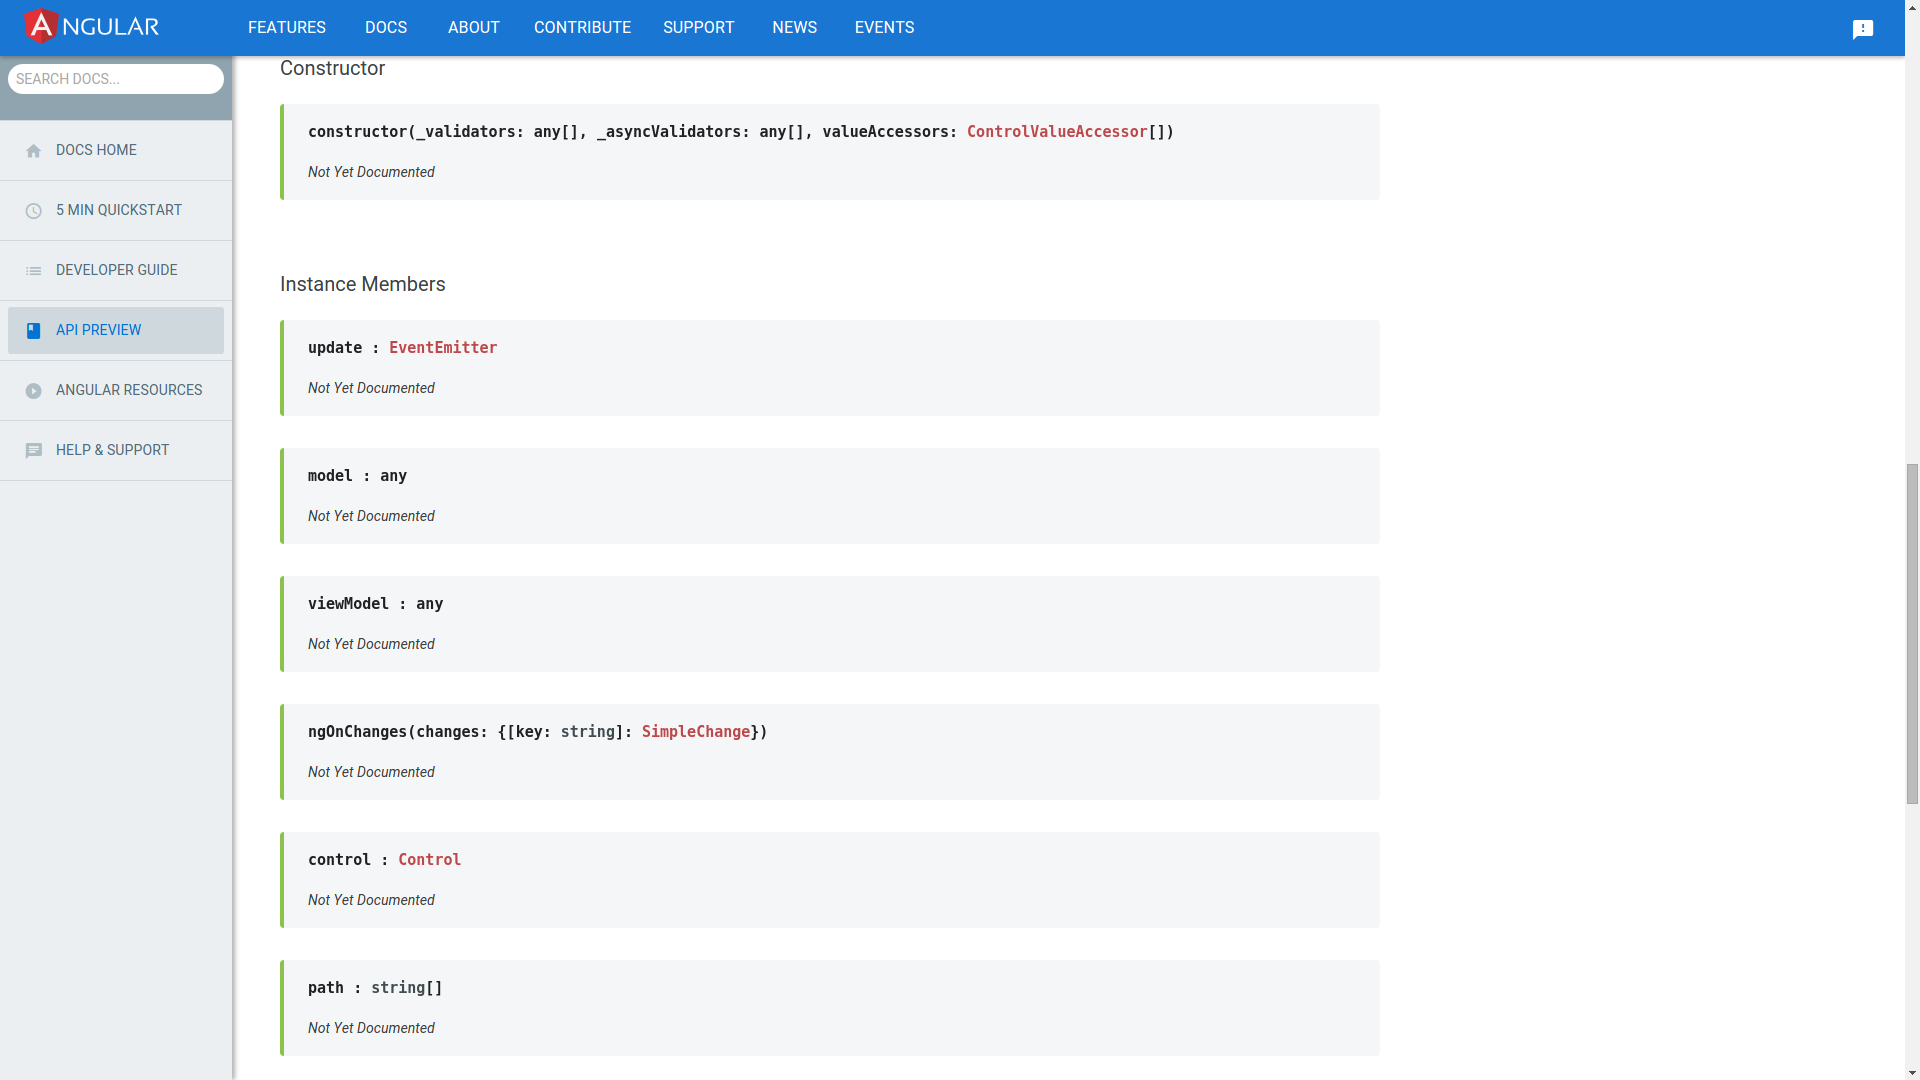 ANGULAR
FEATURES DOCS ABOUT CONTRIBUTE SUPPORT NEWS EVENTS
SEARCH DOCS...
DOCS HOME
5 MIN QUICKSTART
DEVELOPER GUIDE
API PREVIEW
ANGULAR RESOURCES
HELP & SUPPORT
Constructor
constructor(_validators: any[], _asyncValidators: any[], valueAccessors: ControlValueAccessor[])
Not Yet Documented
Instance Members
update : EventEmitter
Not Yet Documented
model : any
Not Yet Documented
viewModel : any
Not Yet Documented
ngOnChanges(changes: {[key: string]: SimpleChange})
Not Yet Documented
control : Control
Not Yet Documented
path : string[]
Not Yet Documented